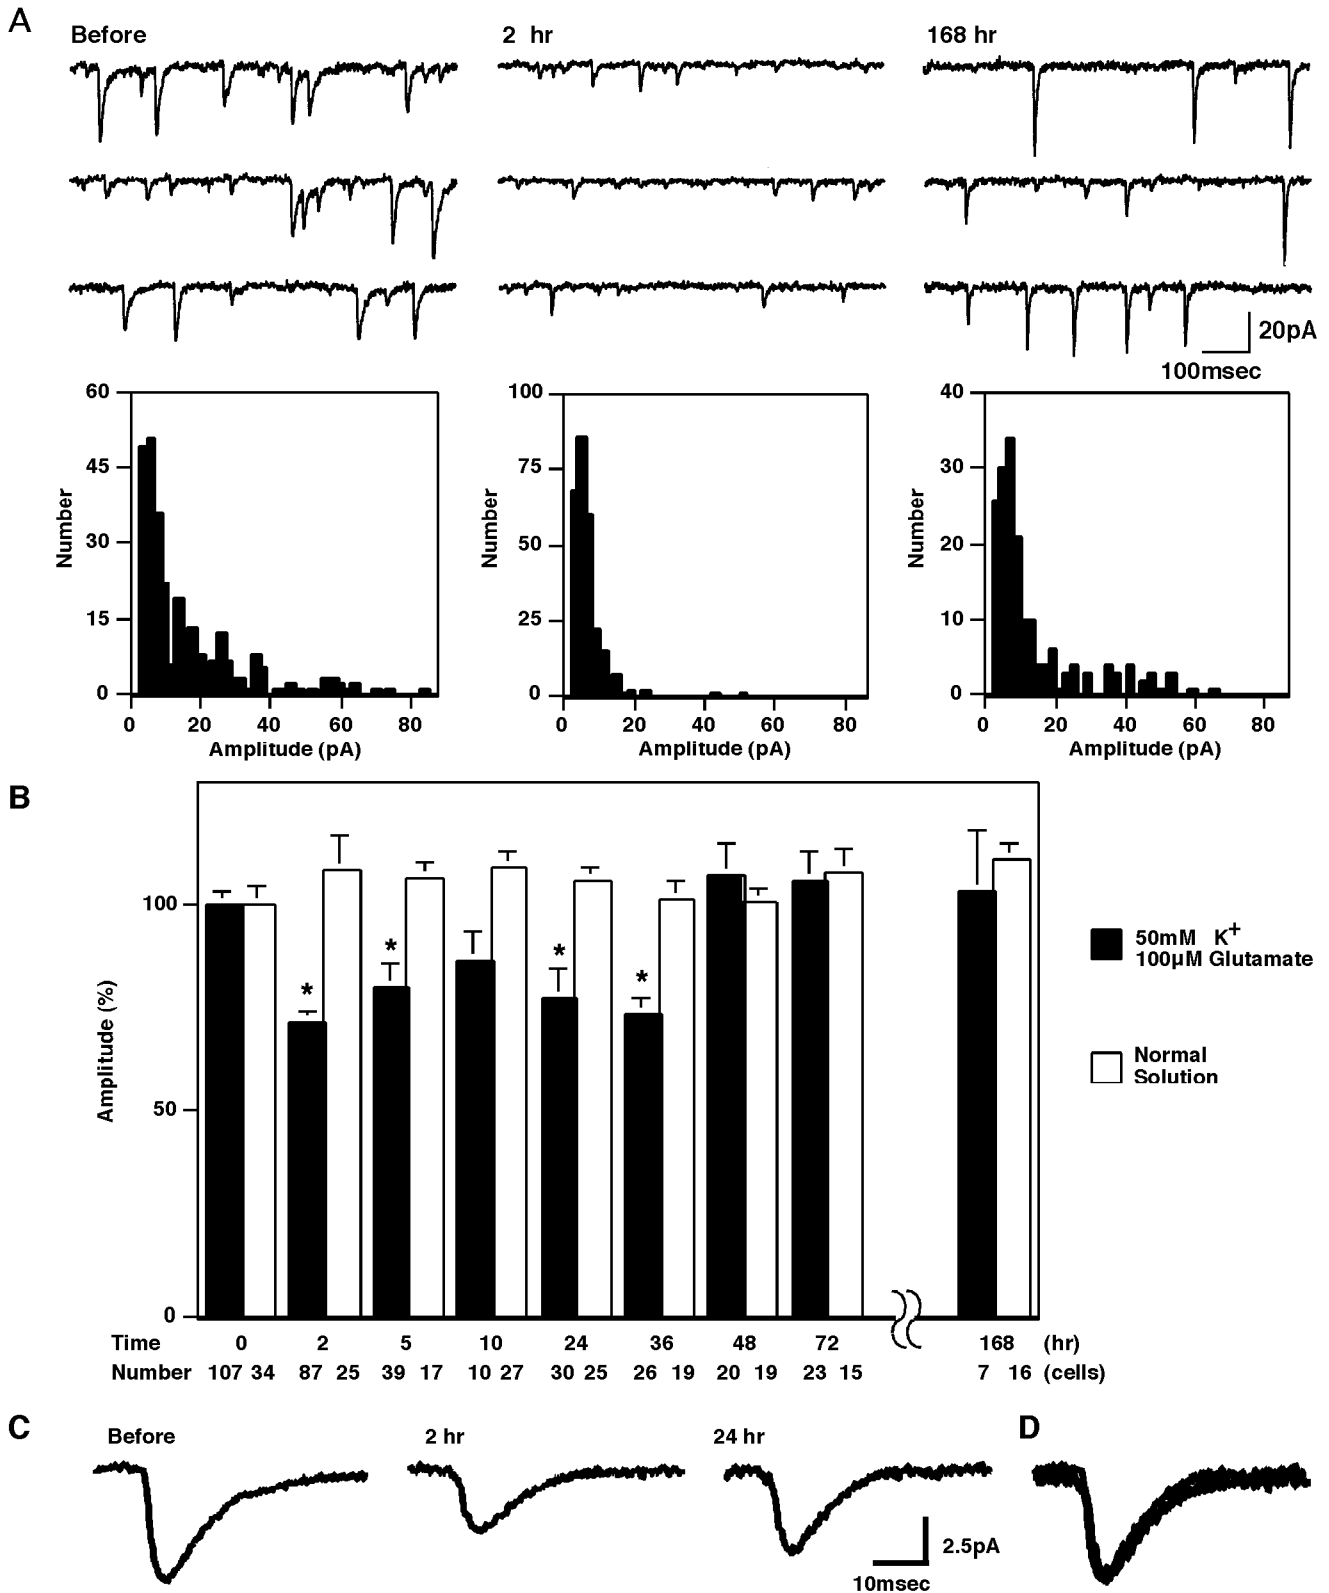 A
Before
2 hr
168 hr
20pA
100msec
60
45
30
15
0
Number
0 20 40 60 80
Amplitude (pA)
100
75
50
25
0
Number
0 20 40 60 80
Amplitude (pA)
40
30
20
10
0
Number
0 20 40 60 80
Amplitude (pA)
B
100
50
0
Amplitude (%)
*
*
*
*
50mM K+
100µM Glutamate
Normal
Solution
Time 0 2 5 10 24 36 48 72 168 (hr)
Number 107 34 87 25 39 17 10 27 30 25 26 19 20 19 23 15 7 16 (cells)
C
Before
2 hr
24 hr
2.5pA
10msec
D